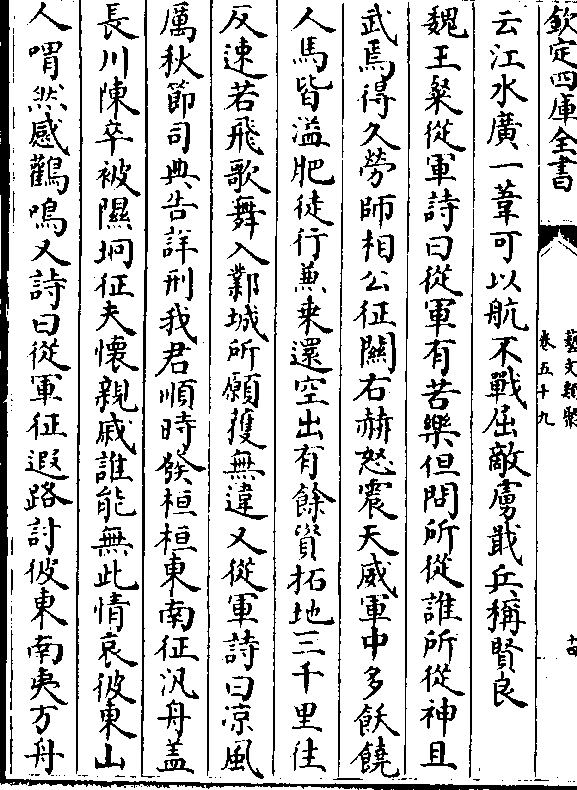 欽定四庫全書
藝文類聚
卷五十九
十四
云江水廣一葦可以航不戰屈敵虜戢兵稱賢良
魏王粲從軍詩曰從軍有苦樂但問所從誰所從神且
武焉得久勞師相公征關右赫怒震天威軍中多飫饒
人馬皆溢肥徒行兼乗還空出有餘資拓地三千里往
反速若飛歌舞入鄴城所願獲無違又從軍詩曰凉風
厲秋節司典告詳刑我君順時發桓桓東南征汎舟蓋
長川陳卒被隰坰征夫懷親戚誰能無此情哀彼東山
人喟然感鸛鳴又詩曰從軍征遐路討彼東南夷方舟